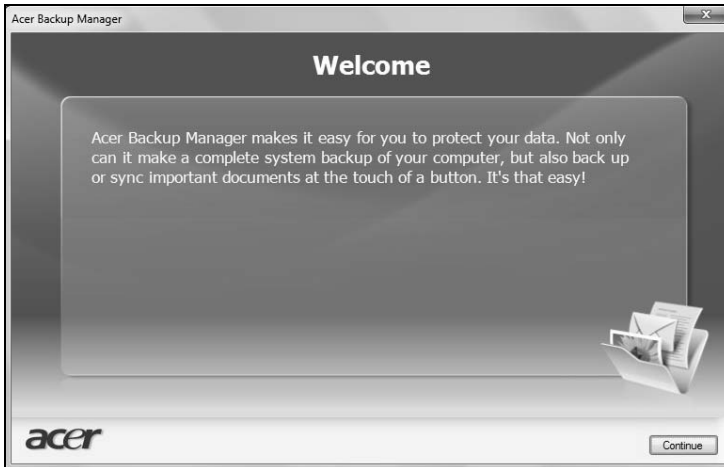 Acer Backup Manager
x
Welcome
Acer Backup Manager makes it easy for you to protect your data. Not only
can it make a complete system backup of your computer, but also back up
or sync important documents at the touch of a button. It's that easy!
acer
Continue